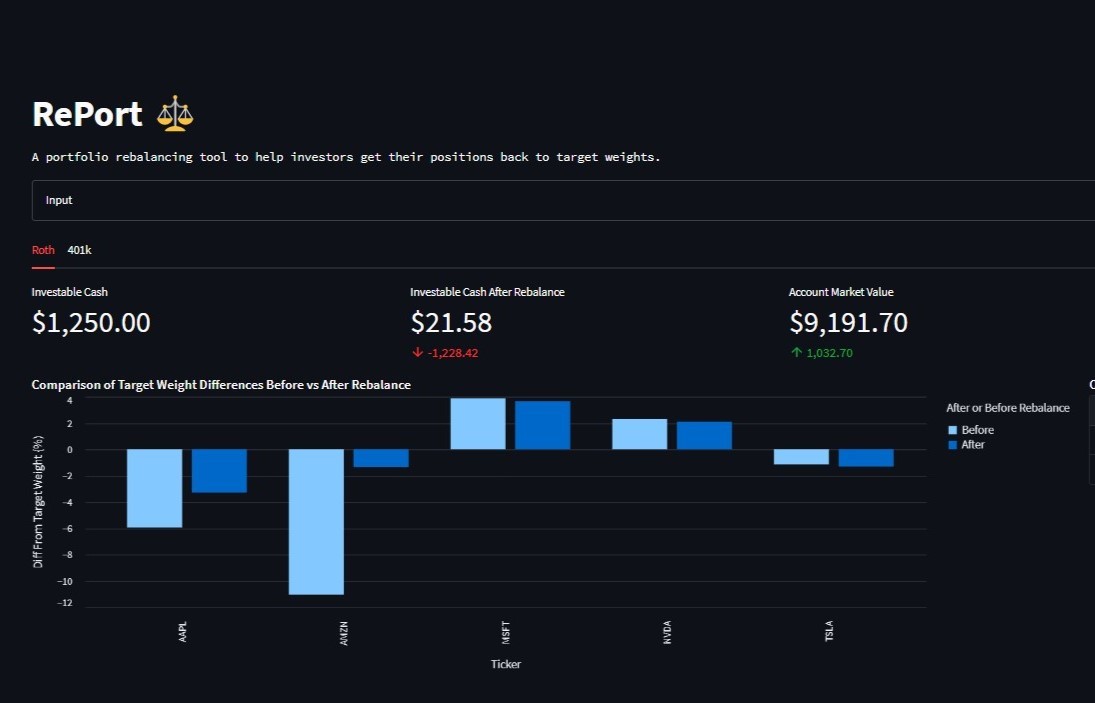 RePort
A portfolio rebalancing tool to help investors get their positions back to target weights.
Input
Roth 401k
Investable Cash
$1,250.00
Investable Cash After Rebalance
$21.58
-1,228.42
Account Market Value
$9,191.70
1,032.70
Comparison of Target Weight Differences Before vs After Rebalance
Diff From Target Weight (%)
4
2
0
−2
−4
−6
−8
−10
−12
AAPL
AMZN
MSFT
NVDA
TSLA
Ticker
After or Before Rebalance
Before
After